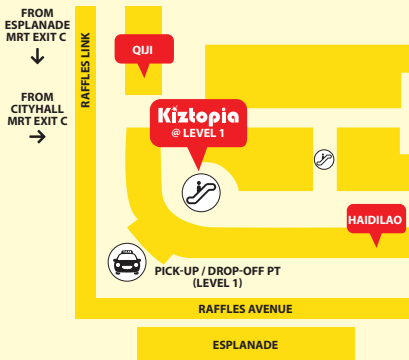 FROM
ESPLANADE
MRT EXIT C
FROM
CITYHALL
MRT EXIT C
RAFFLES LINK
QIJI
Kiztopia
@ LEVEL 1
HAIDILAO
PICK-UP / DROP-OFF PT
(LEVEL 1)
RAFFLES AVENUE
ESPLANADE